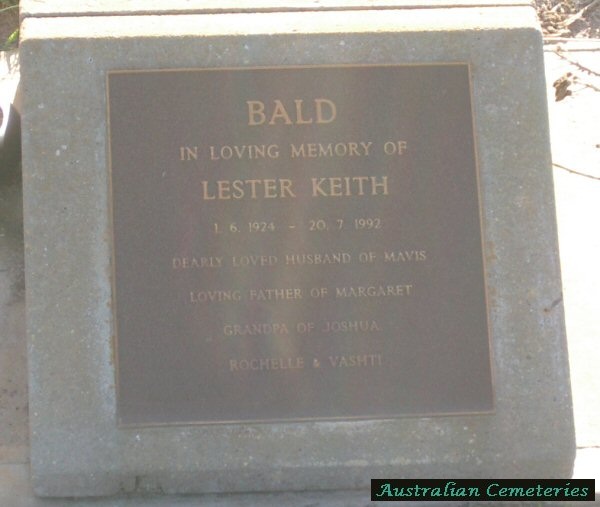 BALD
IN LOVING MEMORY OF
LESTER KEITH
1. 6. 1924 - 20. 7. 1992
DEARLY LOVED HUSBAND OF MAVIS
LOVING FATHER OF MARGARET
GRANDPA OF JOSHUA
ROCHELLE & VASHTI
Australian Cemeteries